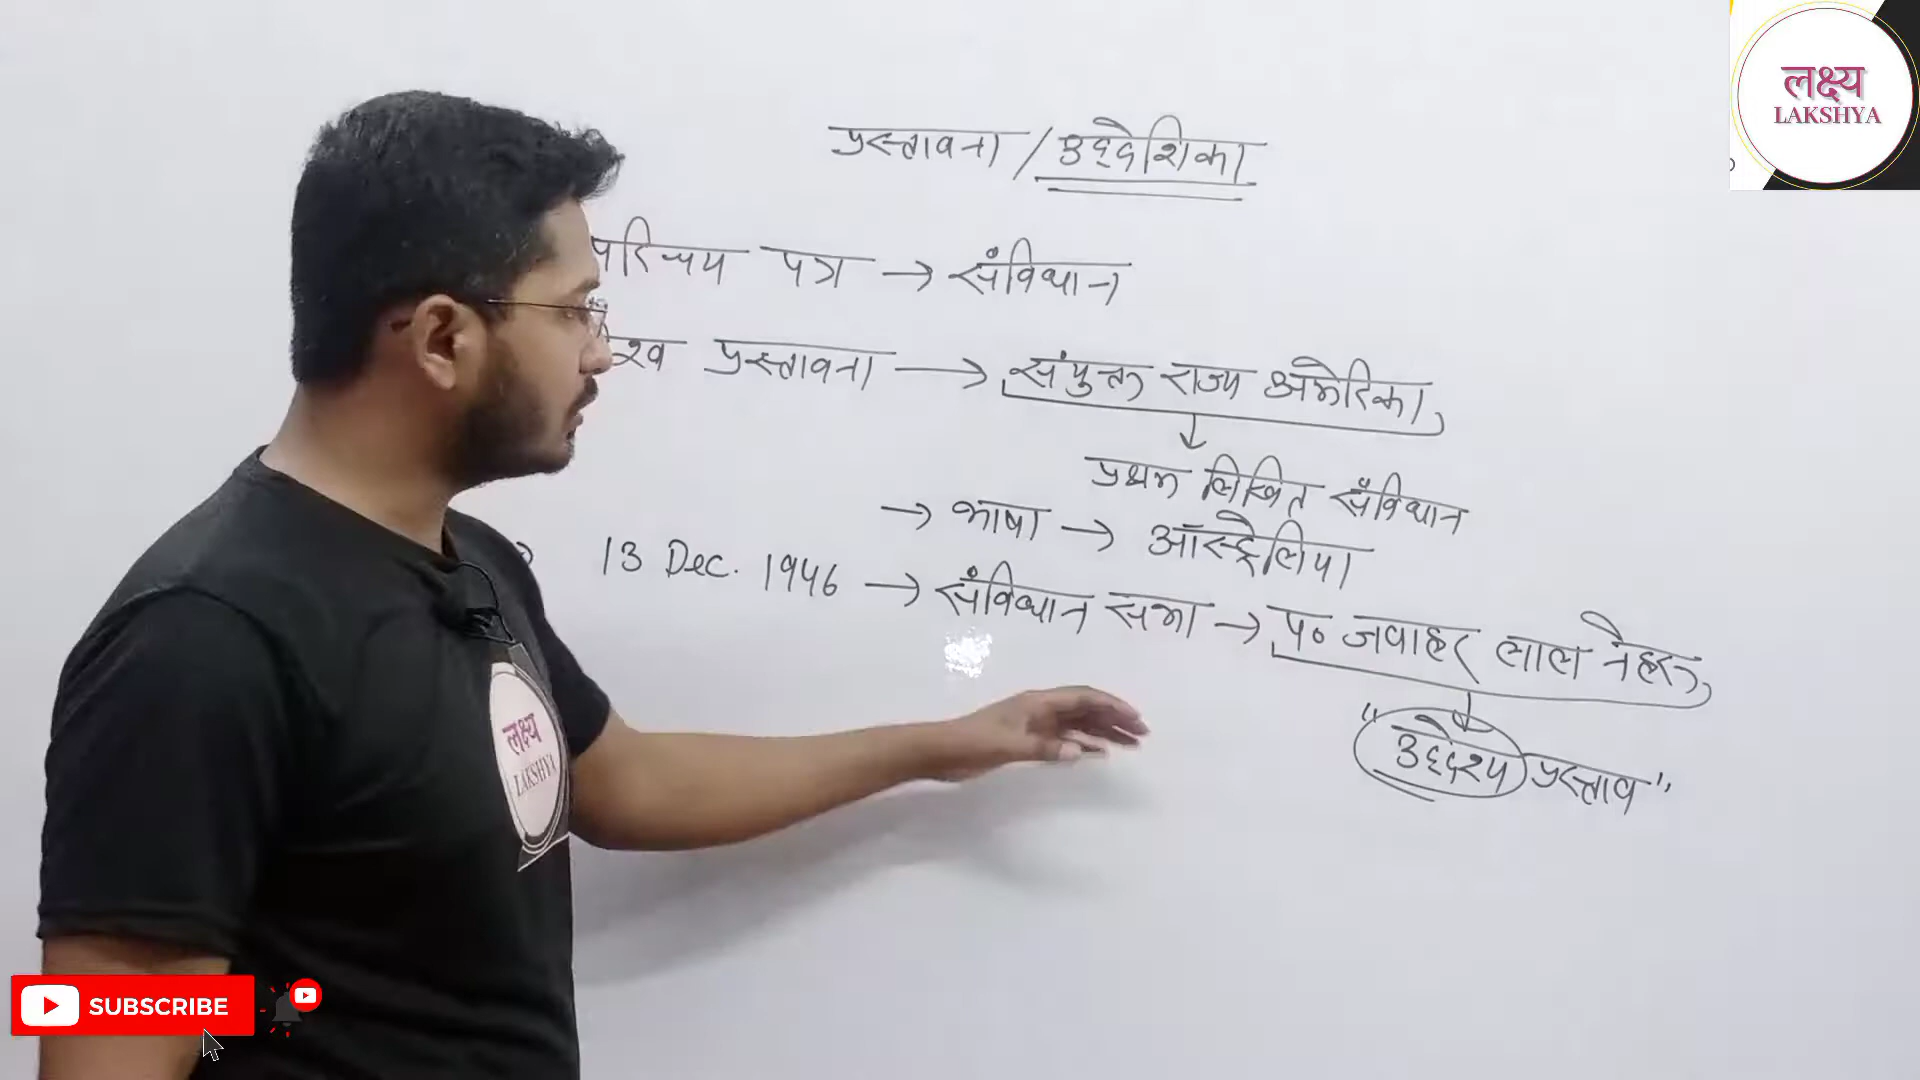 प्रस्तावना / उद्देशिका
परिचय पत्र → संविधान
प्रस्तावना → संयुक्त राज्य अमेरिका
प्रथम लिखित संविधान
→ भाषा → ऑस्ट्रेलिया
13 Dec. 1946 → संविधान सभा → पं० जवाहर लाल नेहरू
"उद्देश्य प्रस्ताव"
लक्ष्य
LAKSHYA
लक्ष्य
LAKSHYA
SUBSCRIBE